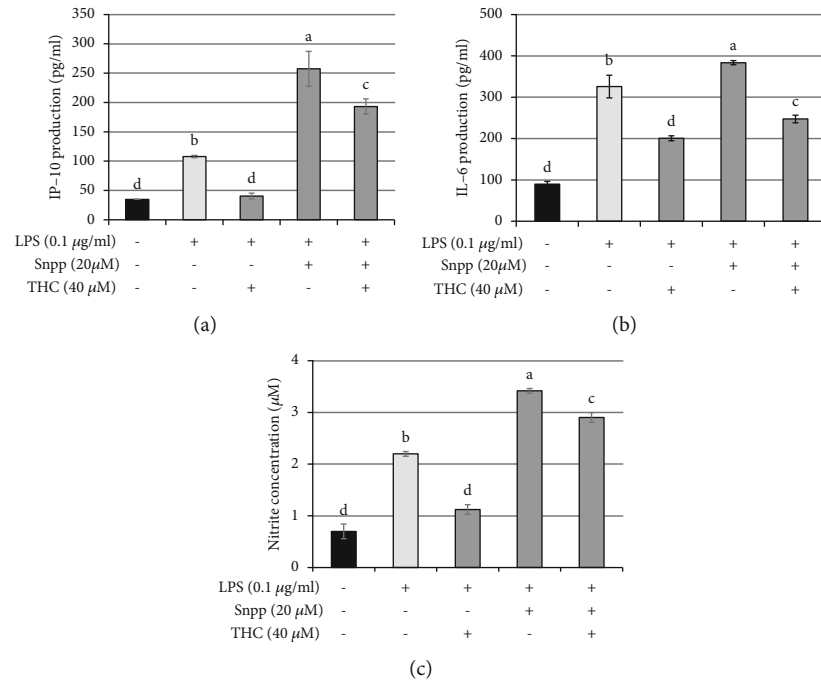 IP–10 production (pg/ml)
350
300
250
200
150
100
50
0
d
b
d
a
c
LPS (0.1 μg/ml) - + + + +
Snpp (20μM) - - - + +
THC (40 μM) - - + - +
(a)
IL–6 production (pg/ml)
500
400
300
200
100
0
d
b
d
a
c
LPS (0.1 μg/ml) - + + + +
Snpp (20μM) - - - + +
THC (40 μM) - - + - +
(b)
Nitrite concentration (μM)
4
3
2
1
0
d
b
d
a
c
LPS (0.1 μg/ml) - + + + +
Snpp (20 μM) - - - + +
THC (40 μM) - - + - +
(c)